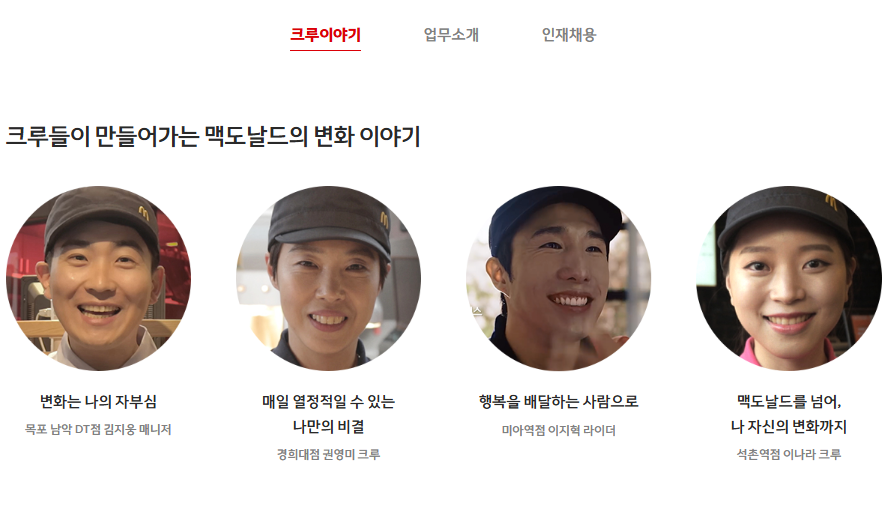 크루이야기 업무소개 인재채용
크루들이 만들어가는 맥도날드의 변화 이야기
변화는 나의 자부심
목포 남악 DT점 김지웅 매니저
매일 열정적일 수 있는
나만의 비결
경희대점 권영미 크루
행복을 배달하는 사람으로
미아역점 이지혁 라이더
맥도날드를 넘어,
나 자신의 변화까지
석촌역점 이나라 크루